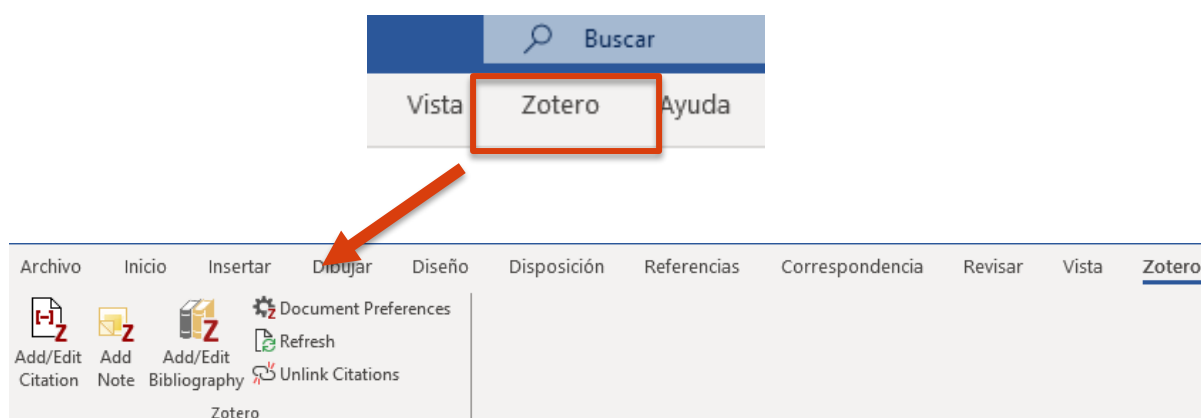 Buscar
Vista Zotero Ayuda
Archivo Inicio Insertar Dibujar Diseño Disposición Referencias Correspondencia Revisar Vista Zotero
Add/Edit Citation
Add Note
Add/Edit Bibliography
Document Preferences
Refresh
Unlink Citations
Zotero